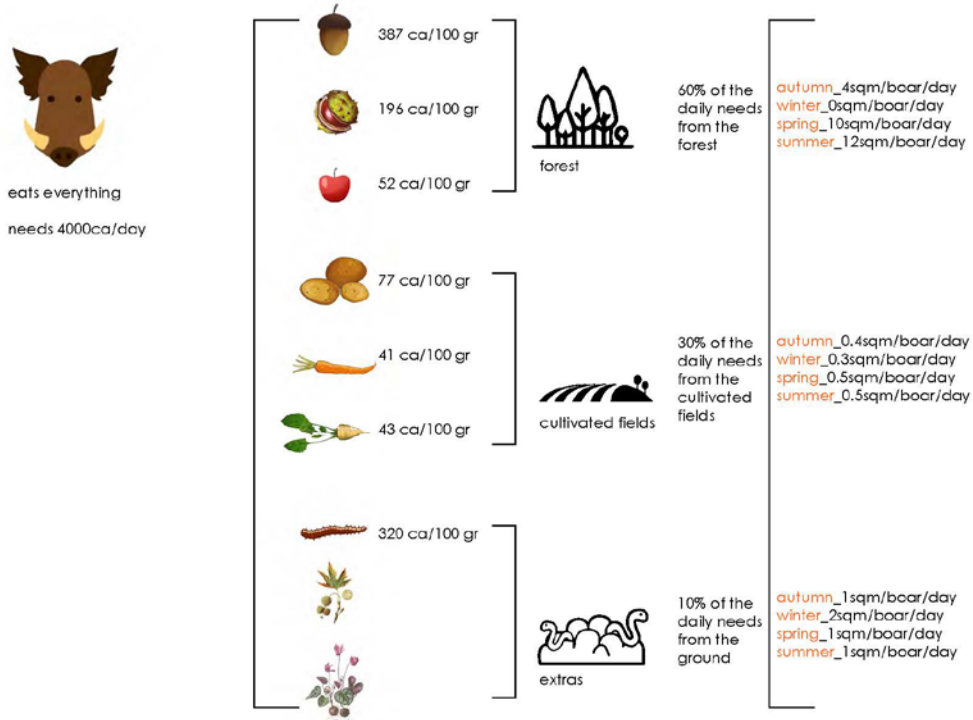 eats everything
needs 4000ca/day
387 ca/100 gr
196 ca/100 gr
52 ca/100 gr
forest
60% of the
daily needs
from the
forest
autumn_4sqm/boar/day
winter_0sqm/boar/day
spring_10sqm/boar/day
summer_12sqm/boar/day
77 ca/100 gr
41 ca/100 gr
43 ca/100 gr
cultivated fields
30% of the
daily needs
from the
cultivated
fields
autumn_0.4sqm/boar/day
winter_0.3sqm/boar/day
spring_0.5sqm/boar/day
summer_0.5sqm/boar/day
320 ca/100 gr
extras
10% of the
daily needs
from the
ground
autumn_1sqm/boar/day
winter_2sqm/boar/day
spring_1sqm/boar/day
summer_1sqm/boar/day